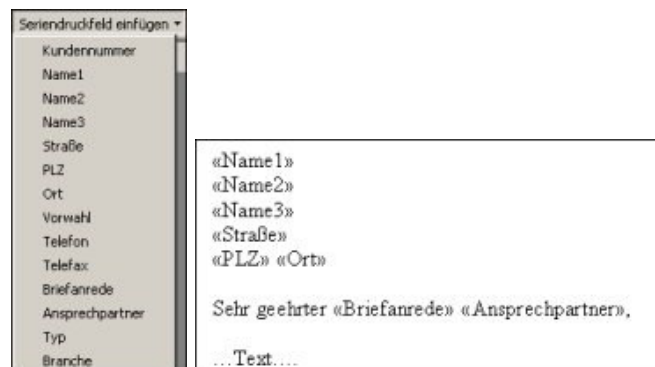 Seriendruckfeld einfügen
Kundennummer
Name1
Name2
Name3
Straße
PLZ
Ort
Vorwahl
Telefon
Telefax
Briefanrede
Ansprechpartner
Typ
Branche
«Name1»
«Name2»
«Name3»
«Straße»
«PLZ» «Ort»
Sehr geehrter «Briefanrede» «Ansprechpartner»,
...Text....